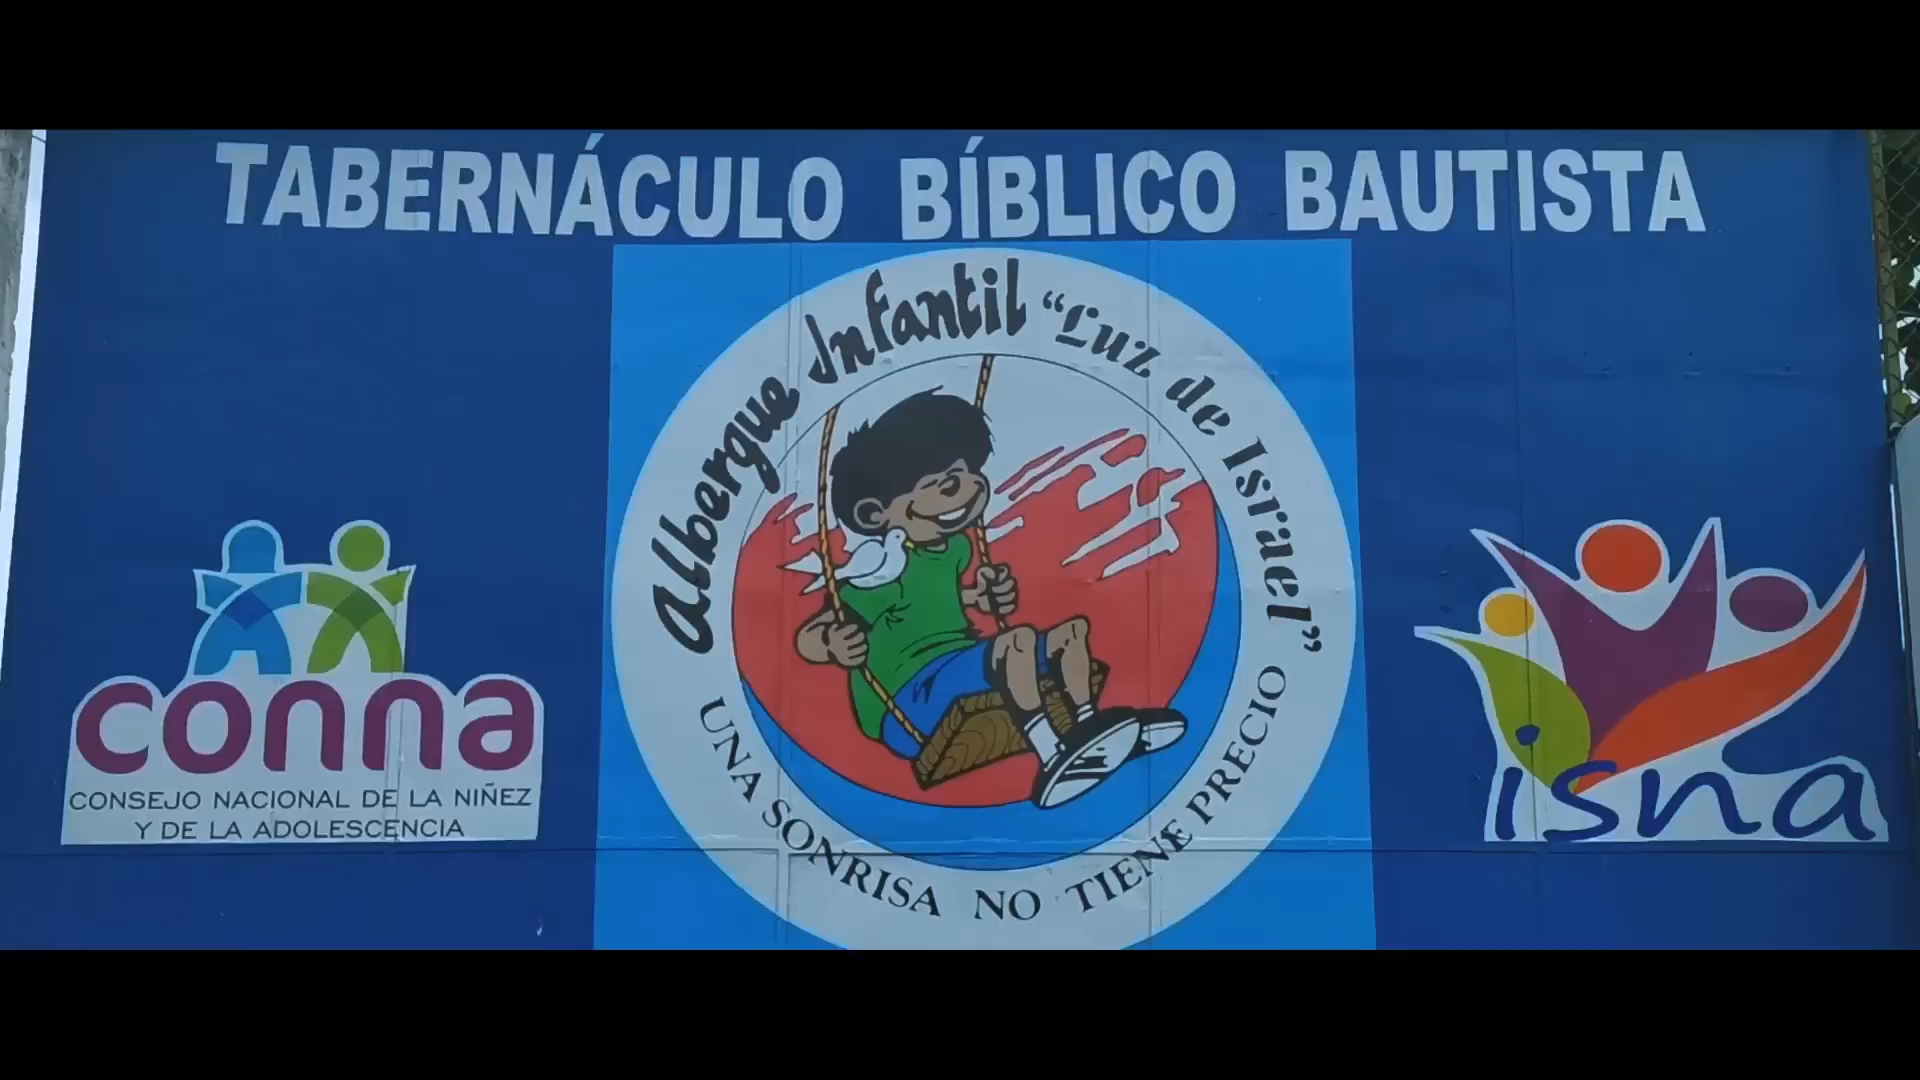 TABERNÁCULO BÍBLICO BAUTISTA
Albergue Infantil "Luz de Israel"
UNA SONRISA NO TIENE PRECIO
conna
CONSEJO NACIONAL DE LA NIÑEZ
Y DE LA ADOLESCENCIA
isna